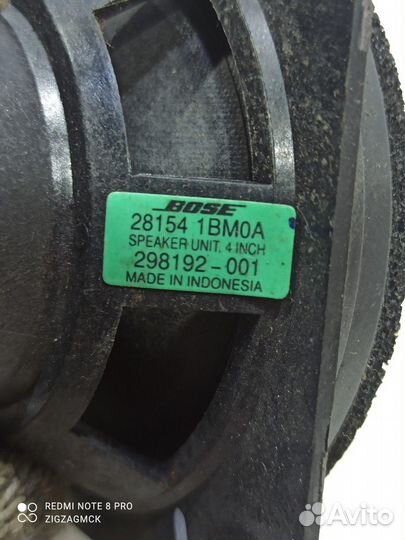 BOSE
28154 1BM0A
SPEAKER UNIT, 4 INCH
298192-001
MADE IN INDONESIA
REDMI NOTE 8 PRO
ZIGZAGMCK
Avito